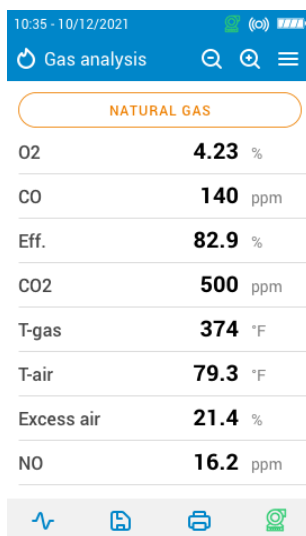 10:35 - 10/12/2021
Gas analysis
NATURAL GAS
O2 4.23 %
CO 140 ppm
Eff. 82.9 %
CO2 500 ppm
T-gas 374 °F
T-air 79.3 °F
Excess air 21.4 %
NO 16.2 ppm